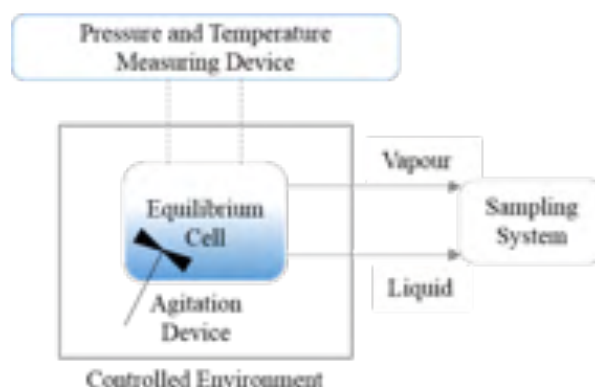 Pressure and Temperature
Measuring Device
Vapour
Equilibrium
Cell
Sampling
System
Liquid
Agitation
Device
Controlled Environment